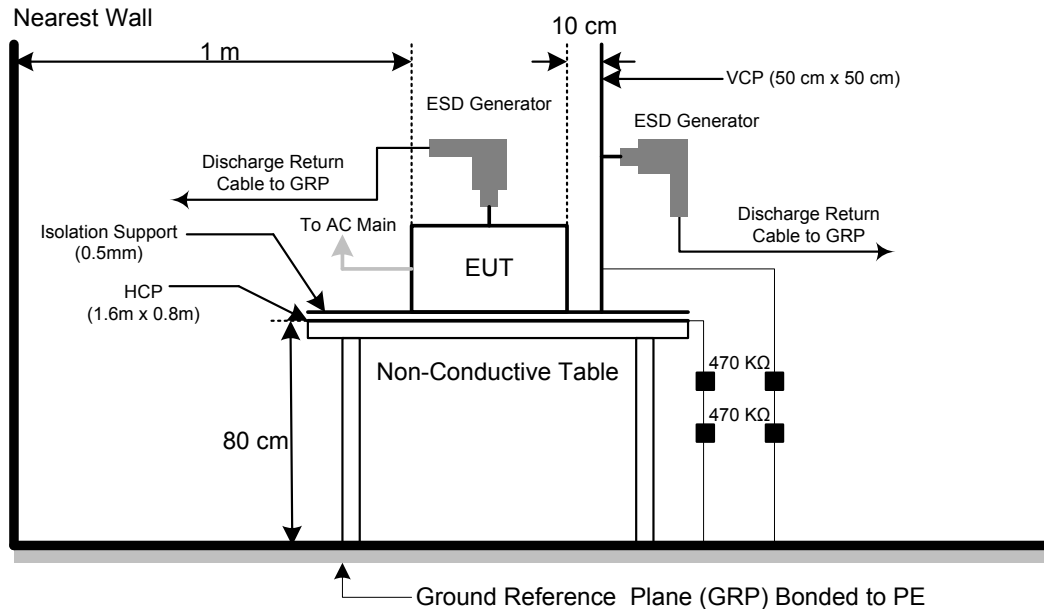 Nearest Wall
10 cm
1 m
VCP (50 cm x 50 cm)
ESD Generator
ESD Generator
Discharge Return
Cable to GRP
To AC Main
Discharge Return
Cable to GRP
Isolation Support
(0.5mm)
EUT
HCP
(1.6m x 0.8m)
470 KΩ
Non-Conductive Table
470 KΩ
80 cm
Ground Reference Plane (GRP) Bonded to PE